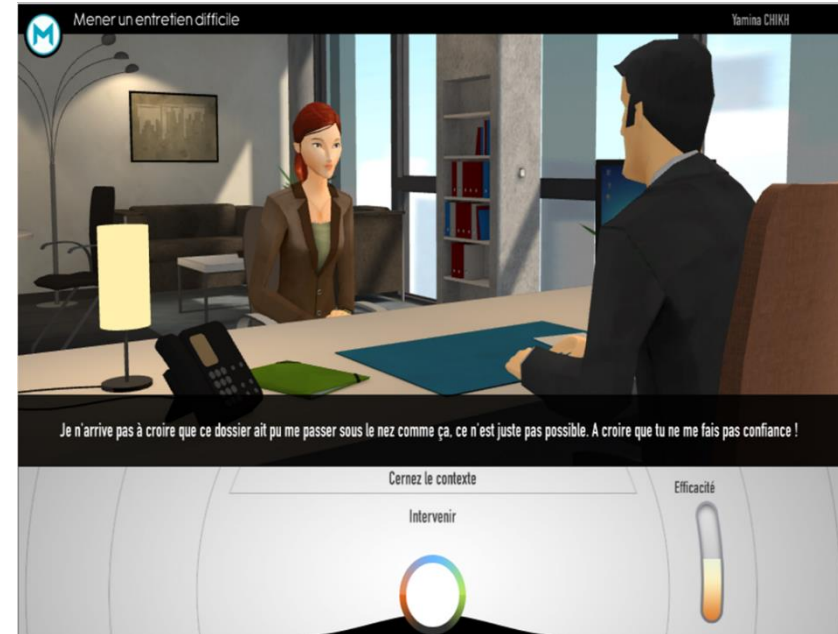 M
Mener un entretien difficile
Yamina CHIKH
Je n'arrive pas à croire que ce dossier ait pu me passer sous le nez comme ça, ce n'est juste pas possible. A croire que tu ne me fais pas confiance !
Cernez le contexte
Efficacité
Intervenir